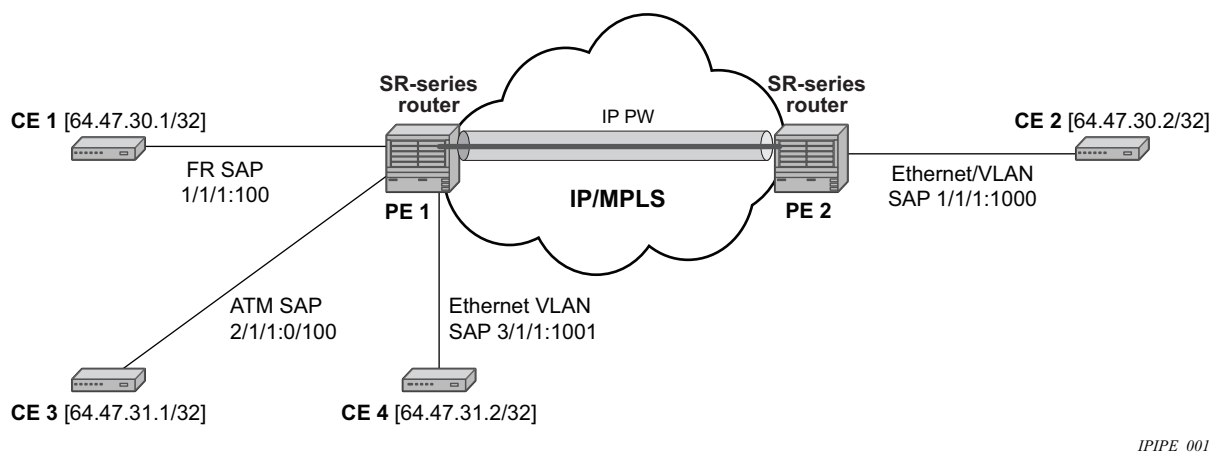 SR-series
router
SR-series
router
CE 1 [64.47.30.1/32]
IP PW
CE 2 [64.47.30.2/32]
FR SAP
1/1/1:100
Ethernet/VLAN
SAP 1/1/1:1000
PE 1
IP/MPLS
PE 2
ATM SAP
2/1/1:0/100
Ethernet VLAN
SAP 3/1/1:1001
CE 3 [64.47.31.1/32]
CE 4 [64.47.31.2/32]
IPIPE_001